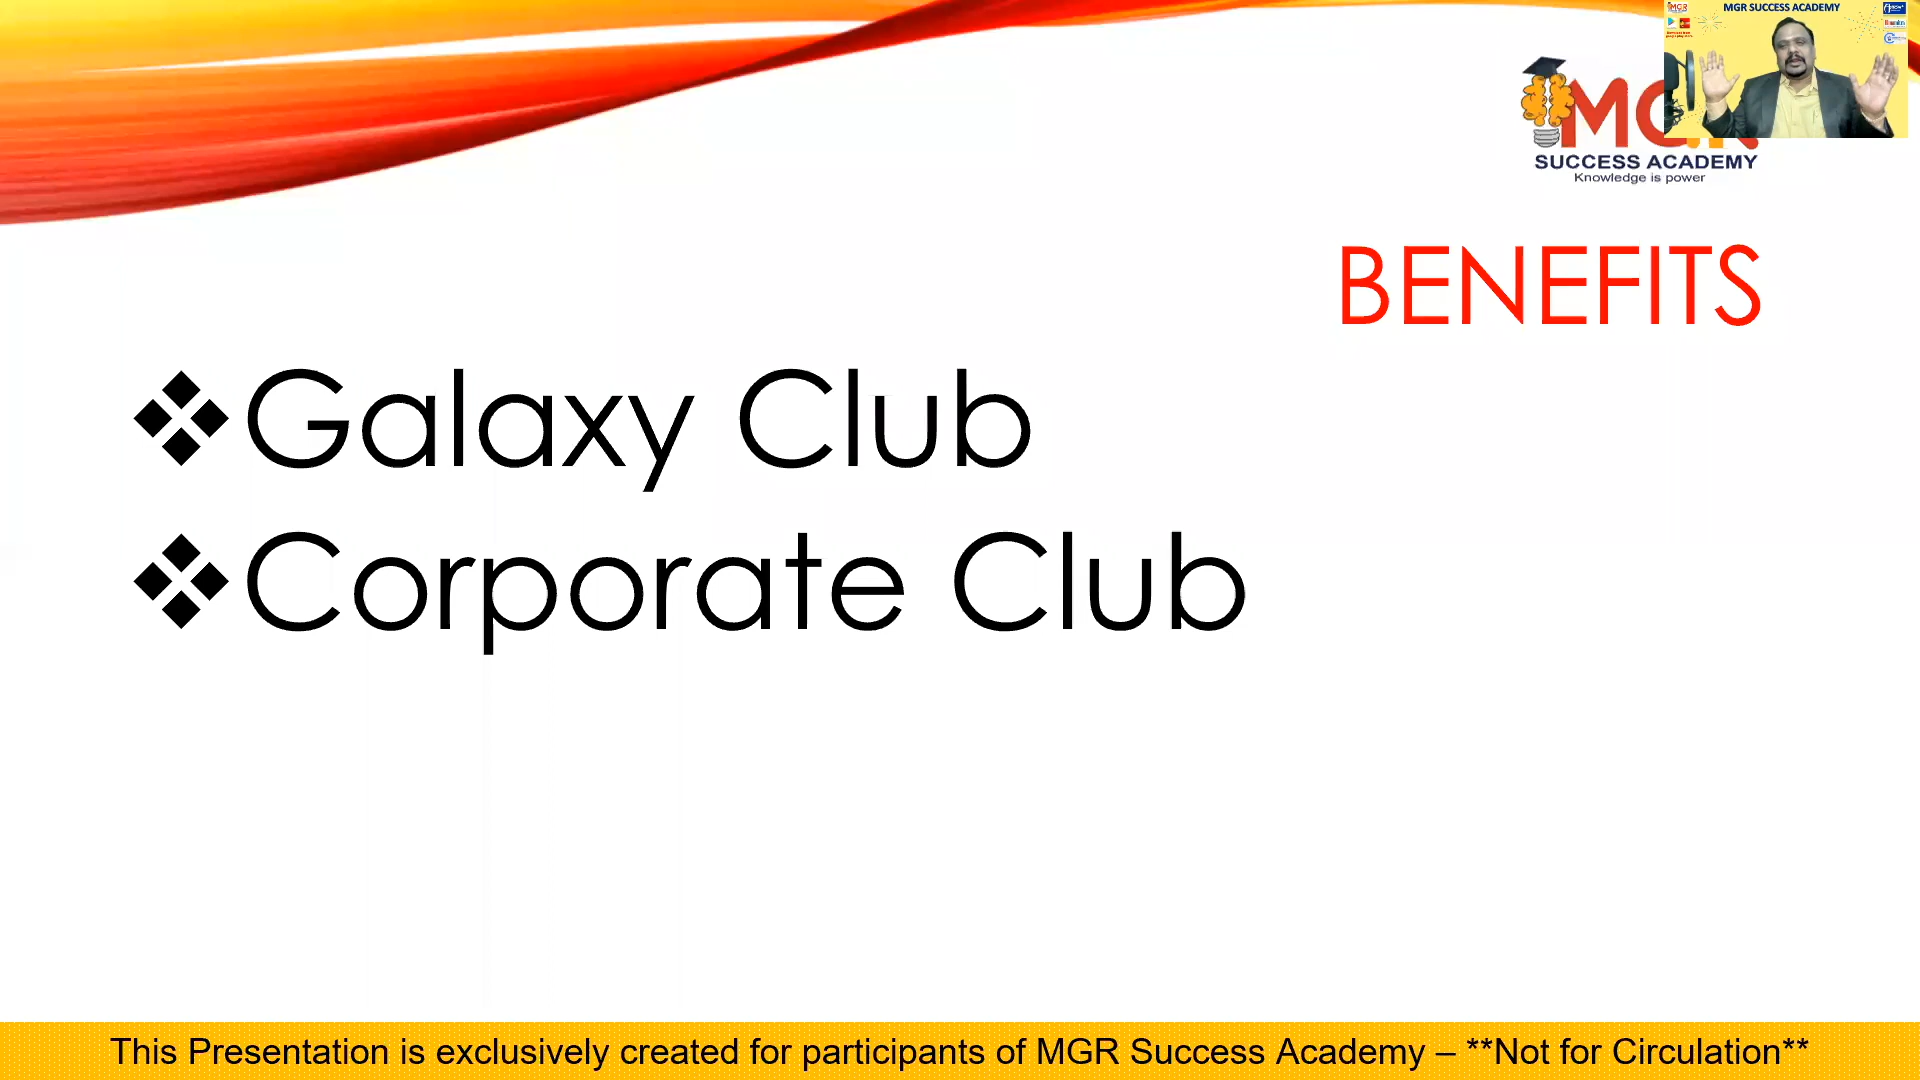 MGR SUCCESS ACADEMY
MGR
SUCCESS ACADEMY
Knowledge is power
BENEFITS
❖Galaxy Club
❖Corporate Club
This Presentation is exclusively created for participants of MGR Success Academy – **Not for Circulation**